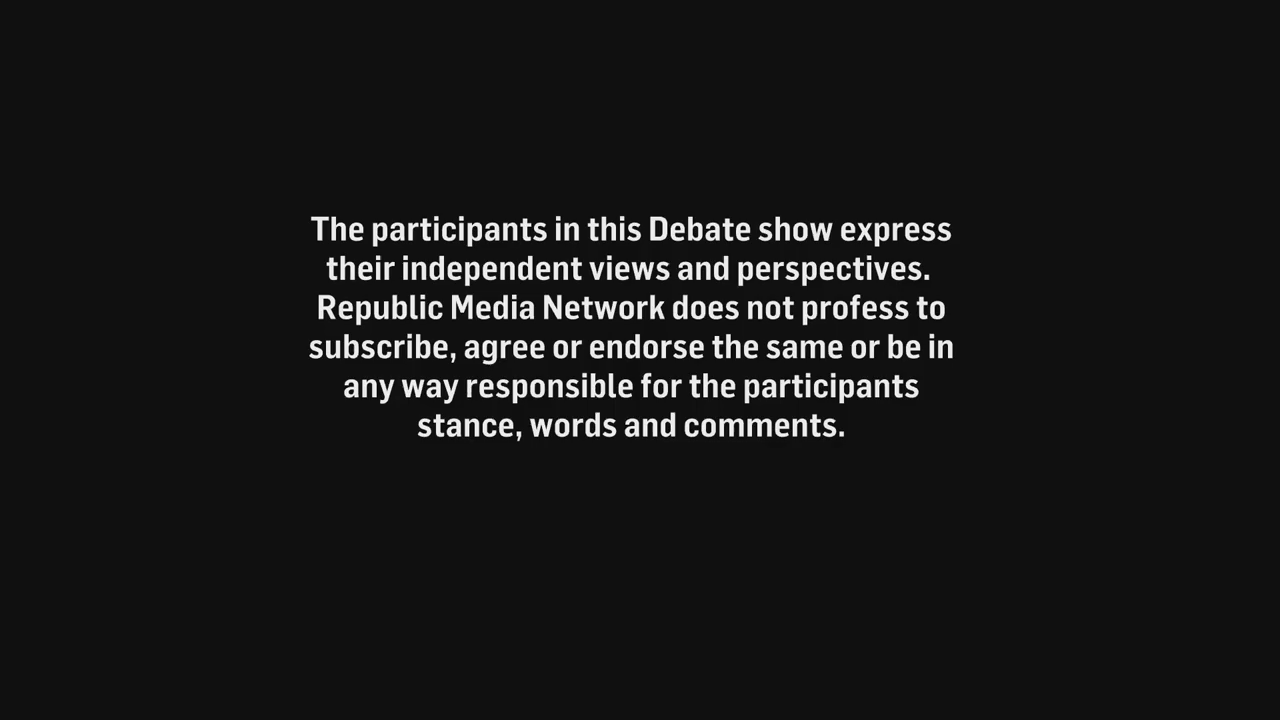 The participants in this Debate show express
their independent views and perspectives.
Republic Media Network does not profess to
subscribe, agree or endorse the same or be in
any way responsible for the participants
stance, words and comments.